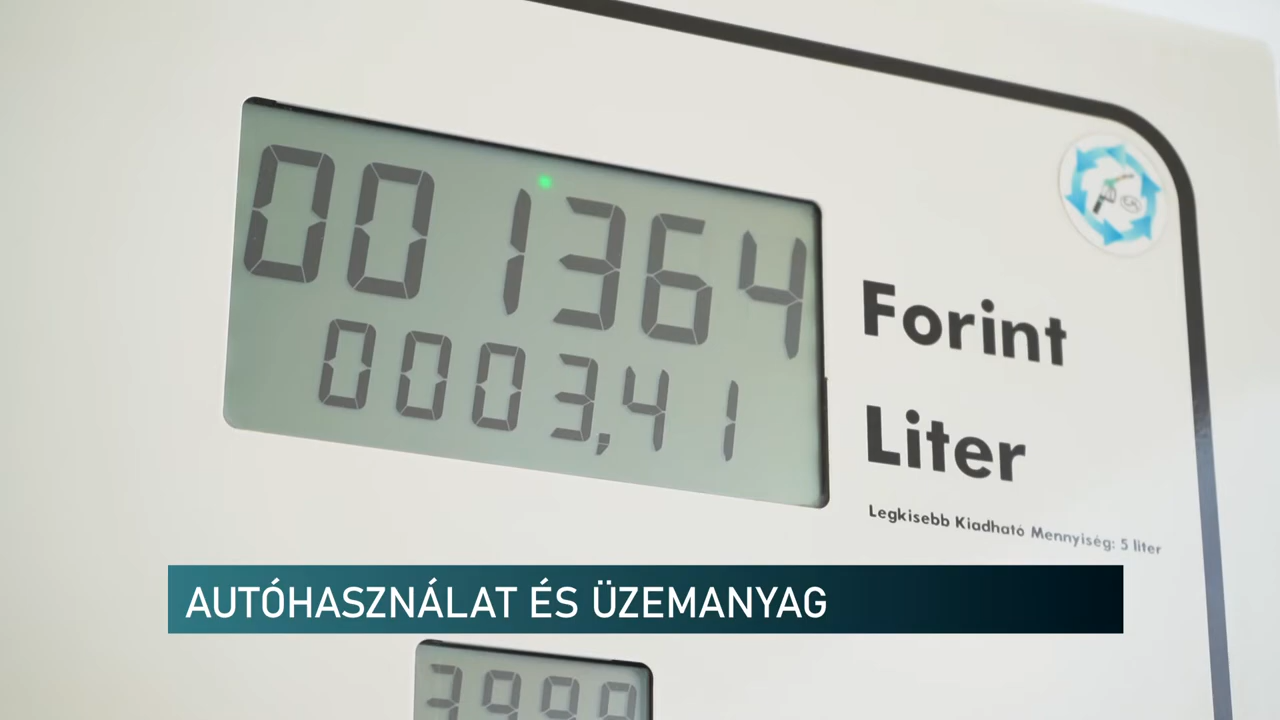 001364
Forint
0003,41
Liter
Legkisebb Kiadható Mennyiség: 5 liter
AUTÓHASZNÁLAT ÉS ÜZEMANYAG